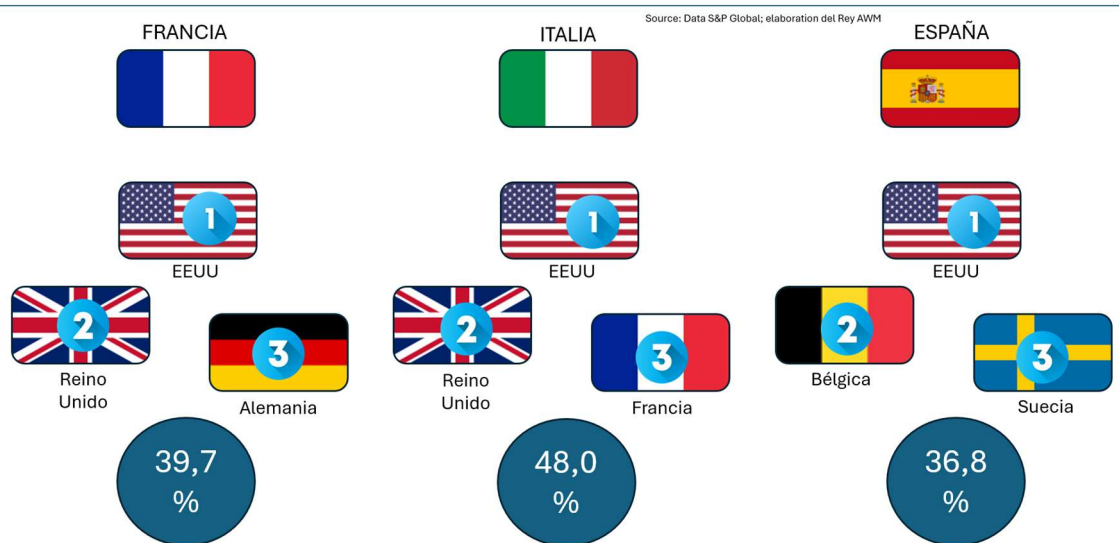 Source: Data S&P Global; elaboration del Rey AWM
FRANCIA
ITALIA
ESPAÑA
1
EEUU
1
EEUU
1
EEUU
2
Reino
Unido
3
Alemania
2
Reino
Unido
3
Francia
2
Bélgica
3
Suecia
39,7
%
48,0
%
36,8
%